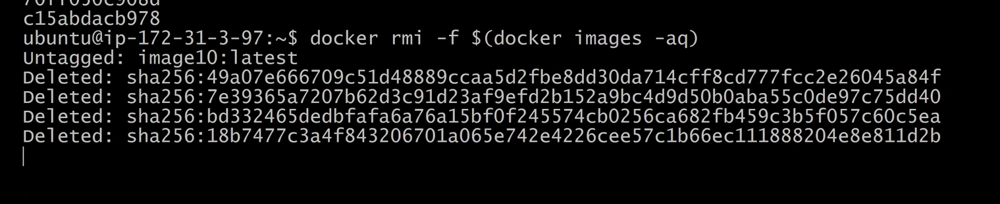 c15abdacb978
ubuntu@ip-172-31-3-97:~$ docker rmi -f $(docker images -aq)
Untagged: image10:latest
Deleted: sha256:49a07e666709c51d48889ccaa5d2fbe8dd30da714cff8cd777fcc2e26045a84f
Deleted: sha256:7e39365a7207b62d3c91d23af9efd2b152a9bc4d9d50b0aba55c0de97c75dd40
Deleted: sha256:bd332465dedbfafa6a76a15bf0f245574cb0256ca682fb459c3b5f057c60c5ea
Deleted: sha256:18b7477c3a4f843206701a065e742e4226cee57c1b66ec111888204e8e811d2b